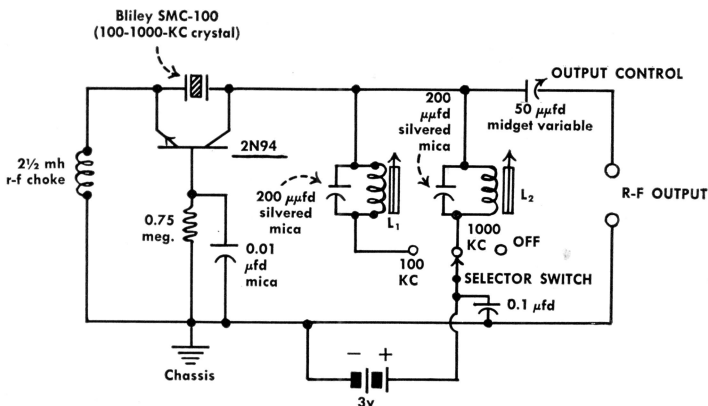 Bliley SMC-100
(100-1000-KC crystal)
OUTPUT CONTROL
200
μμfd
silvered
mica
50 μμfd
midget variable
2N94
2½ mh
r-f choke
200 μμfd
silvered
mica
L₁
L₂
R-F OUTPUT
0.75
meg.
0.01
μfd
mica
1000
KC
OFF
100
KC
SELECTOR SWITCH
0.1 μfd
Chassis
− +
3v